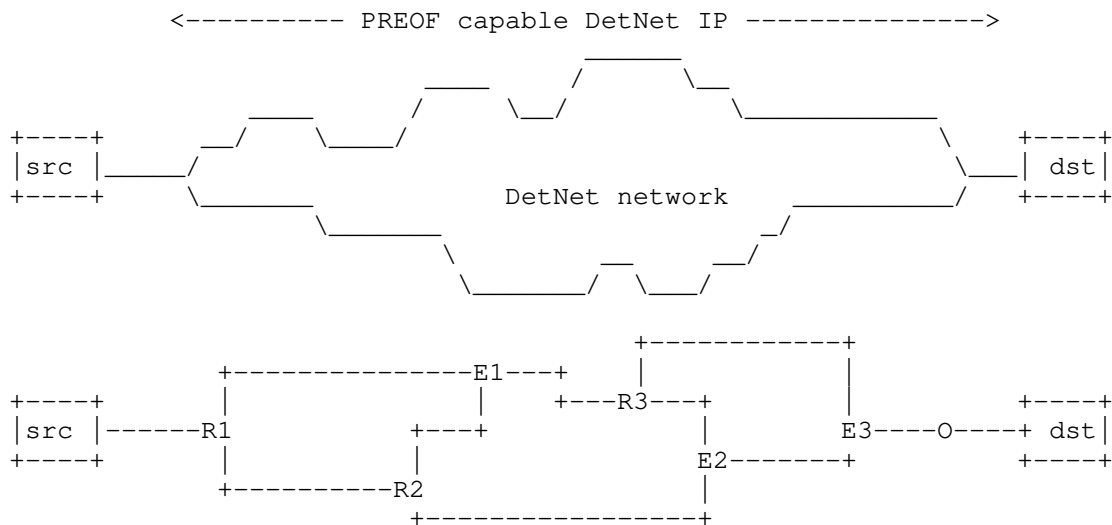 <---------- PREOF capable DetNet IP --------------->
src
dst
DetNet network
E1
R3
src
R1
E3
O
dst
E2
R2